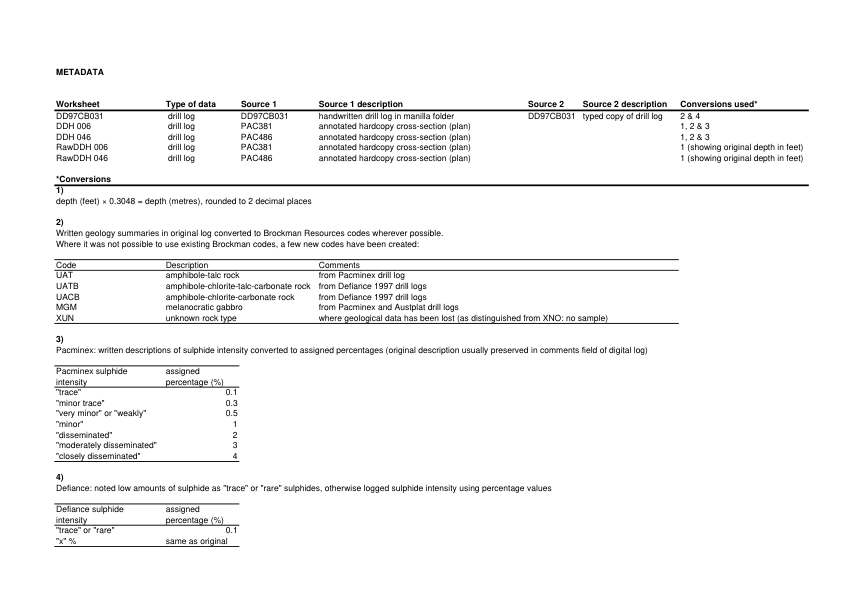 METADATA
Worksheet Type of data Source 1 Source 1 description Source 2 Source 2 description Conversions used*
DD97CB031 drill log DD97CB031 handwritten drill log in manilla folder DD97CB031 typed copy of drill log 2 & 4
DDH 006 drill log PAC381 annotated hardcopy cross-section (plan) 1, 2 & 3
DDH 046 drill log PAC486 annotated hardcopy cross-section (plan) 1, 2 & 3
RawDDH 006 drill log PAC381 annotated hardcopy cross-section (plan) 1 (showing original depth in feet)
RawDDH 046 drill log PAC486 annotated hardcopy cross-section (plan) 1 (showing original depth in feet)
*Conversions
1)
depth (feet) × 0.3048 = depth (metres), rounded to 2 decimal places
2)
Written geology summaries in original log converted to Brockman Resources codes wherever possible.
Where it was not possible to use existing Brockman codes, a few new codes have been created:
Code Description Comments
UAT amphibole-talc rock from Pacminex drill log
UATB amphibole-chlorite-talc-carbonate rock from Defiance 1997 drill logs
UACB amphibole-chlorite-carbonate rock from Defiance 1997 drill logs
MGM melanocratic gabbro from Pacminex and Austplat drill logs
XUN unknown rock type where geological data has been lost (as distinguished from XNO: no sample)
3)
Pacminex: written descriptions of sulphide intensity converted to assigned percentages (original description usually preserved in comments field of digital log)
Pacminex sulphide assigned
intensity percentage (%)
"trace" 0.1
"minor trace" 0.3
"very minor" or "weakly" 0.5
"minor" 1
"disseminated" 2
"moderately disseminated" 3
"closely disseminated" 4
4)
Defiance: noted low amounts of sulphide as "trace" or "rare" sulphides, otherwise logged sulphide intensity using percentage values
Defiance sulphide assigned
intensity percentage (%)
"trace" or "rare" 0.1
"x" % same as original